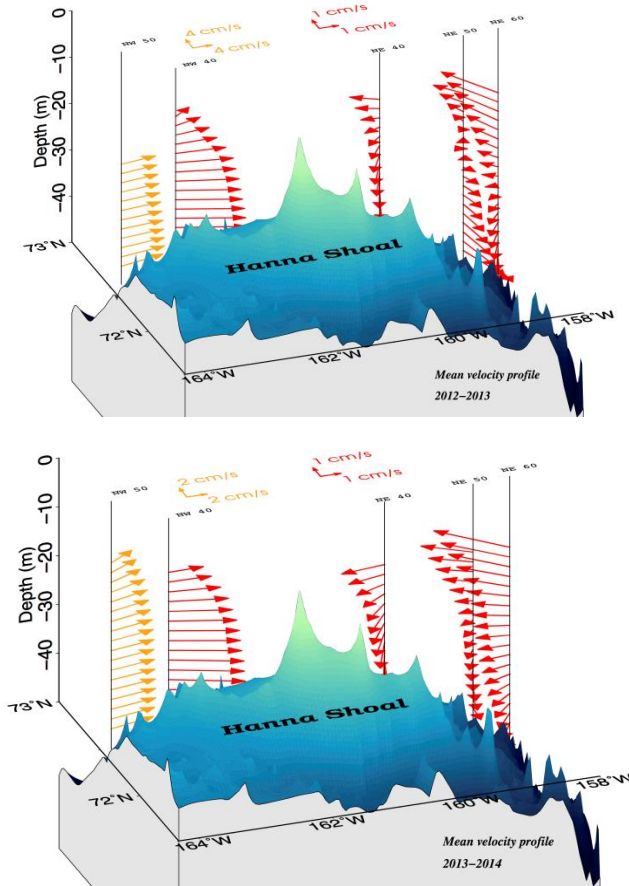 0
−10
−20
−30
−40
Depth (m)
NW 50
4 cm/s
4 cm/s
NW 40
1 cm/s
1 cm/s
NE 40
NE 50
NE 60
73°N
72°N
Hanna Shoal
164°W
162°W
160°W
158°W
Mean velocity profile
2012−2013
0
−10
−20
−30
−40
Depth (m)
NW 50
2 cm/s
2 cm/s
NW 40
1 cm/s
1 cm/s
NE 40
NE 50
NE 60
73°N
72°N
Hanna Shoal
164°W
162°W
160°W
158°W
Mean velocity profile
2013−2014